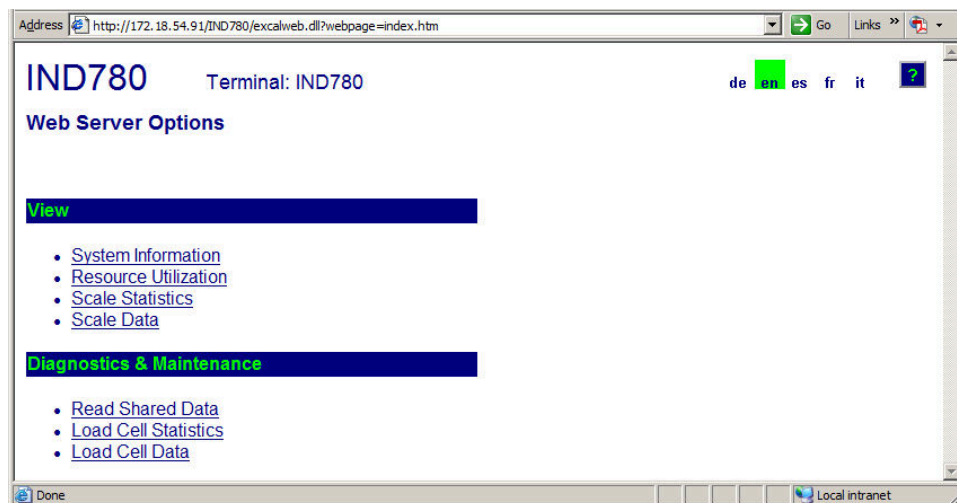 Address http://172.18.54.91/IND780/excalweb.dll?webpage=index.htm Go Links »
IND780 Terminal: IND780 de en es fr it ?
Web Server Options
View
• System Information
• Resource Utilization
• Scale Statistics
• Scale Data
Diagnostics & Maintenance
• Read Shared Data
• Load Cell Statistics
• Load Cell Data
Done Local intranet